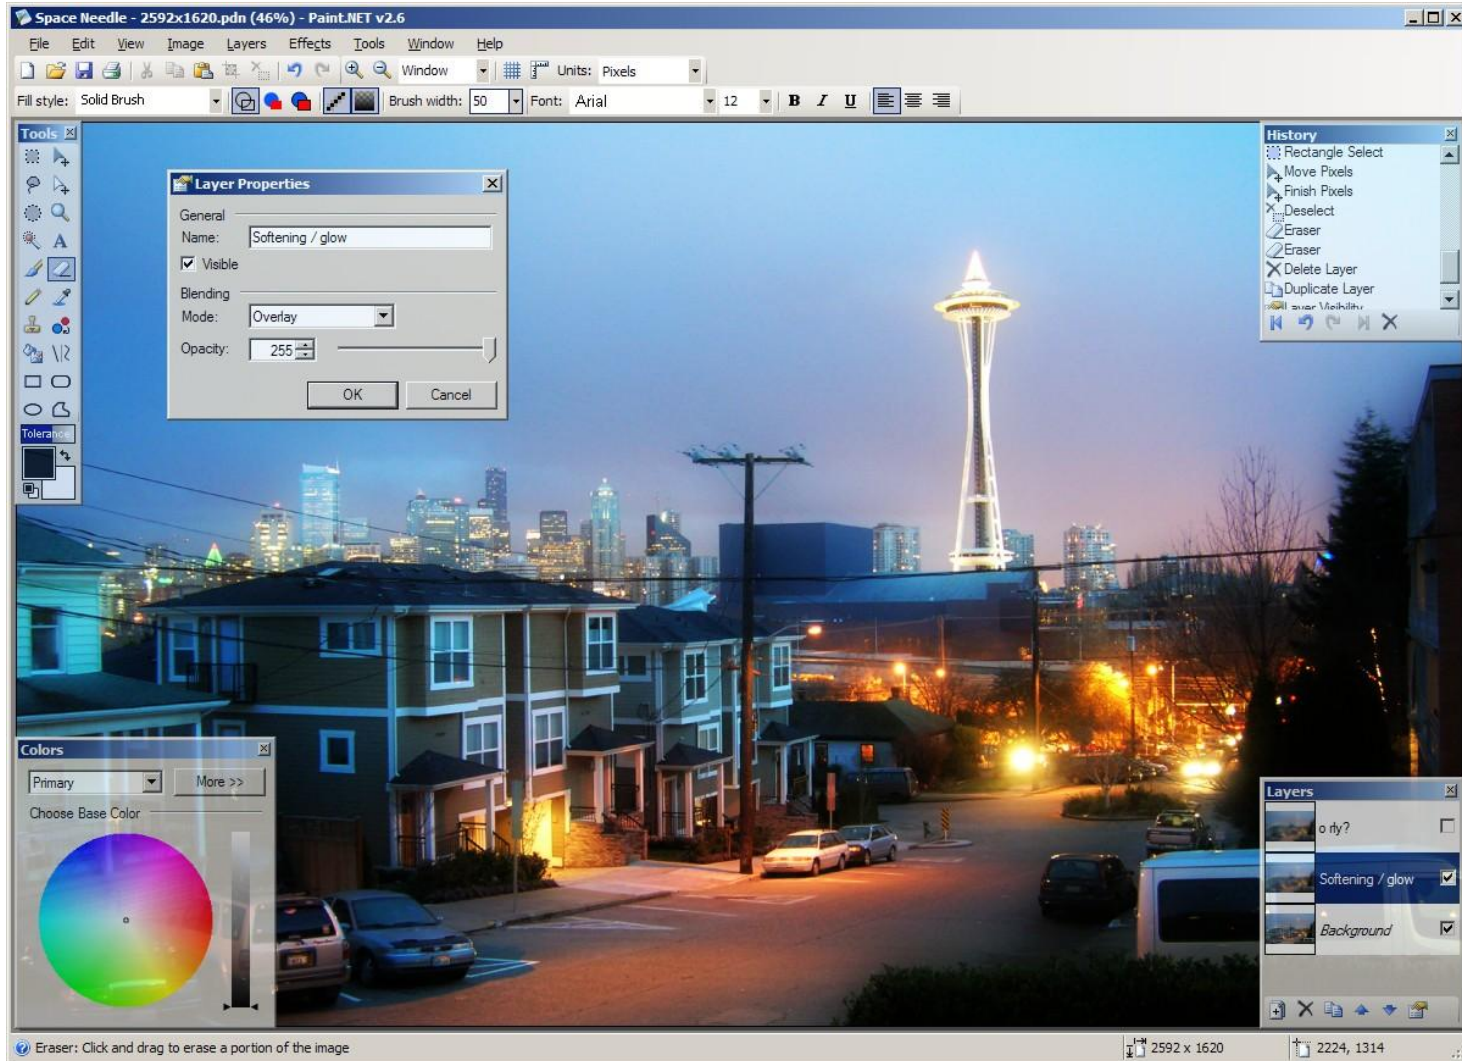 Space Needle - 2592x1620.pdn (46%) - Paint.NET v2.6
File Edit View Image Layers Effects Tools Window Help
Window Units: Pixels
Fill style: Solid Brush Brush width: 50 Font: Arial 12 B I U
Tools
A
Tolerance
Layer Properties
General
Name: Softening / glow
Visible
Blending
Mode: Overlay
Opacity: 255
OK Cancel
History
Rectangle Select
Move Pixels
Finish Pixels
Deselect
Eraser
Eraser
Delete Layer
Duplicate Layer
Layer Visibility
Colors
Primary More >>
Choose Base Color
Layers
o rly?
Softening / glow
Background
Eraser: Click and drag to erase a portion of the image 2592 x 1620 2224, 1314